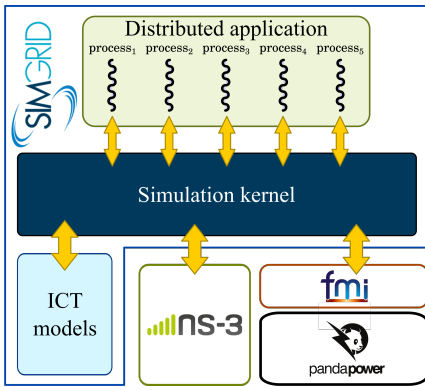 SIMGRID
Distributed application
process₁ process₂ process₃ process₄ process₅
Simulation kernel
ICT
models
ns-3
fmi
pandapower